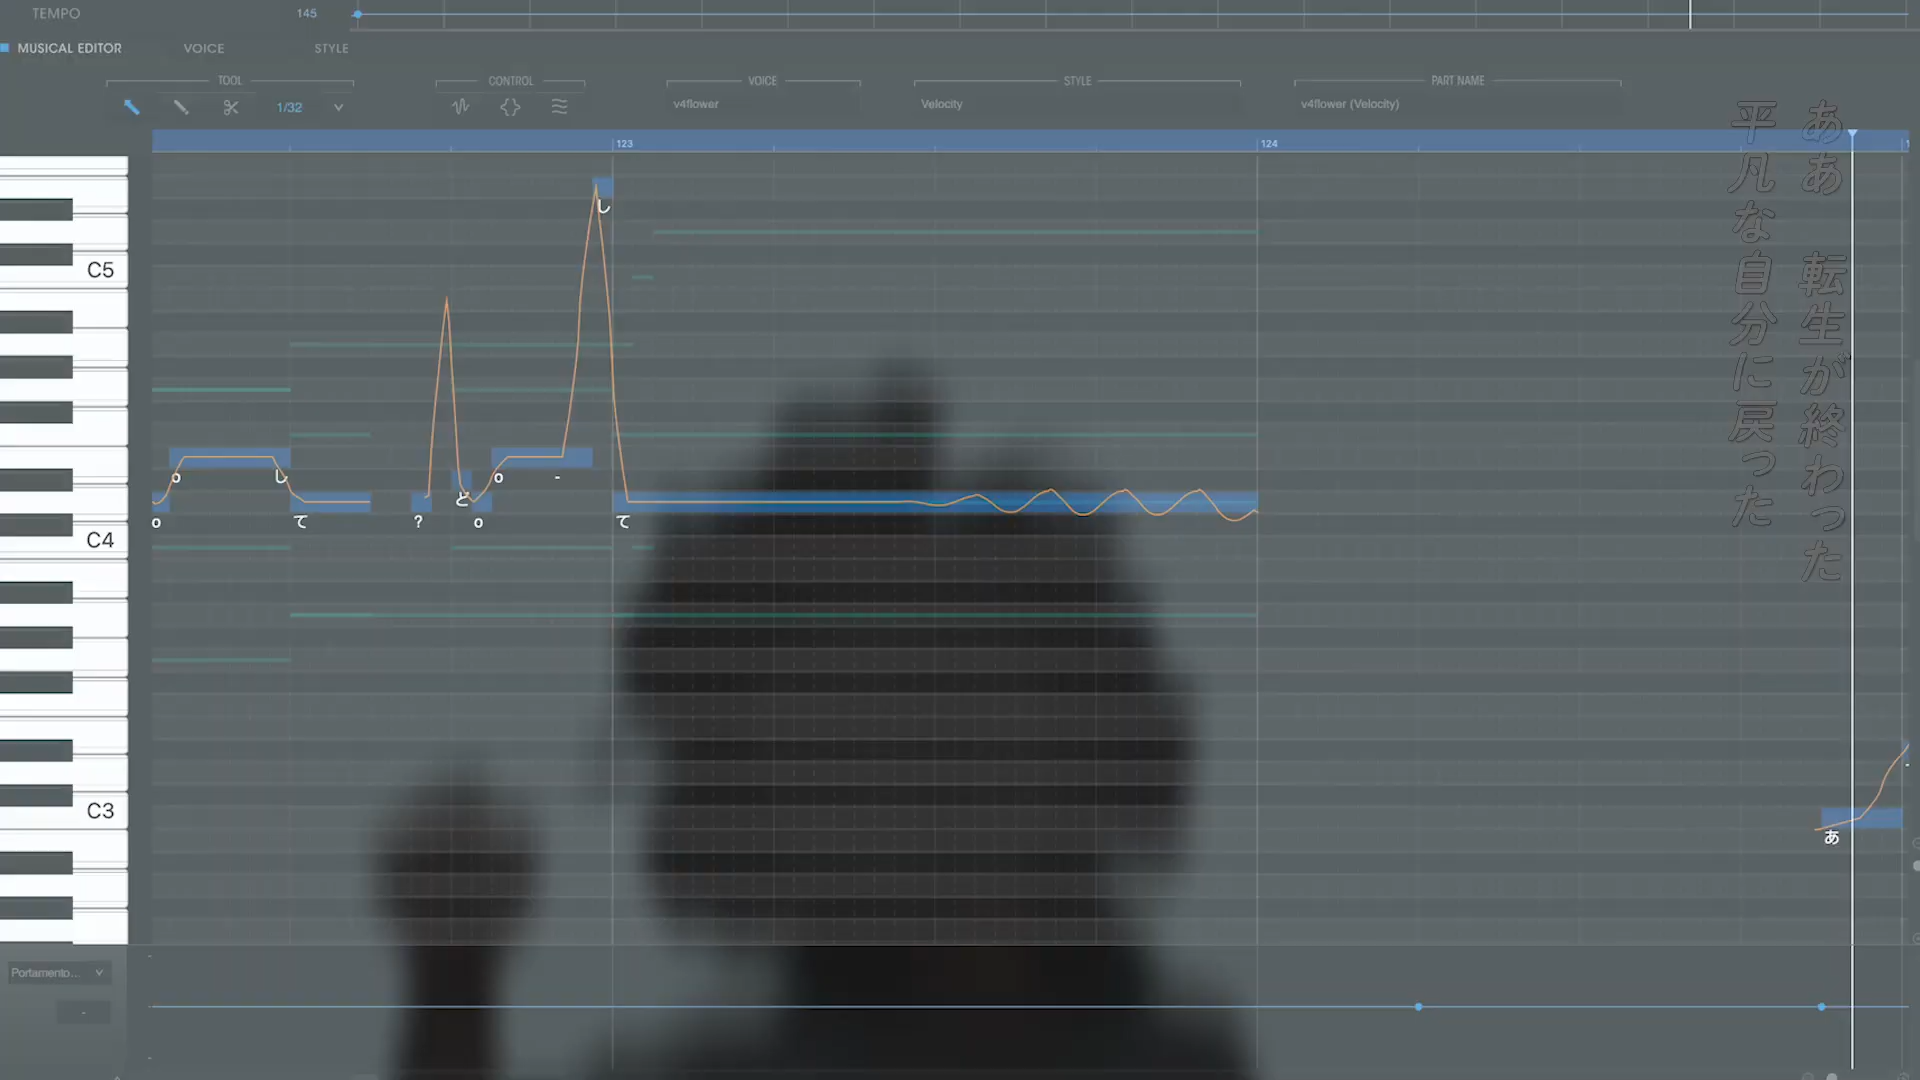 TEMPO 145
MUSICAL EDITOR VOICE STYLE
TOOL CONTROL VOICE STYLE PART NAME
1/32 v4flower Velocity v4flower (Velocity)
123 124
ああ 転生が終わった
平凡な自分に戻った
し
C5
o し o -
と
o て ? o て
C4
C3
あ
Portamento...
-